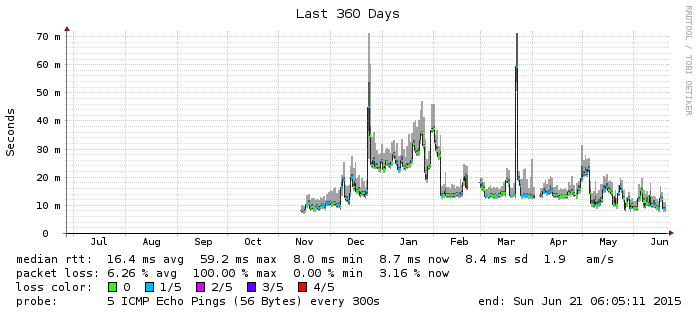 Last 360 Days
RRDTOOL / TOBI OETIKER
Seconds
70 m
60 m
50 m
40 m
30 m
20 m
10 m
0
Jul Aug Sep Oct Nov Dec Jan Feb Mar Apr May Jun
median rtt: 16.4 ms avg 59.2 ms max 8.0 ms min 8.7 ms now 8.4 ms sd 1.9 am/s
packet loss: 6.26 % avg 100.00 % max 0.00 % min 3.16 % now
loss color: 0 1/5 2/5 3/5 4/5
probe: 5 ICMP Echo Pings (56 Bytes) every 300s end: Sun Jun 21 06:05:11 2015